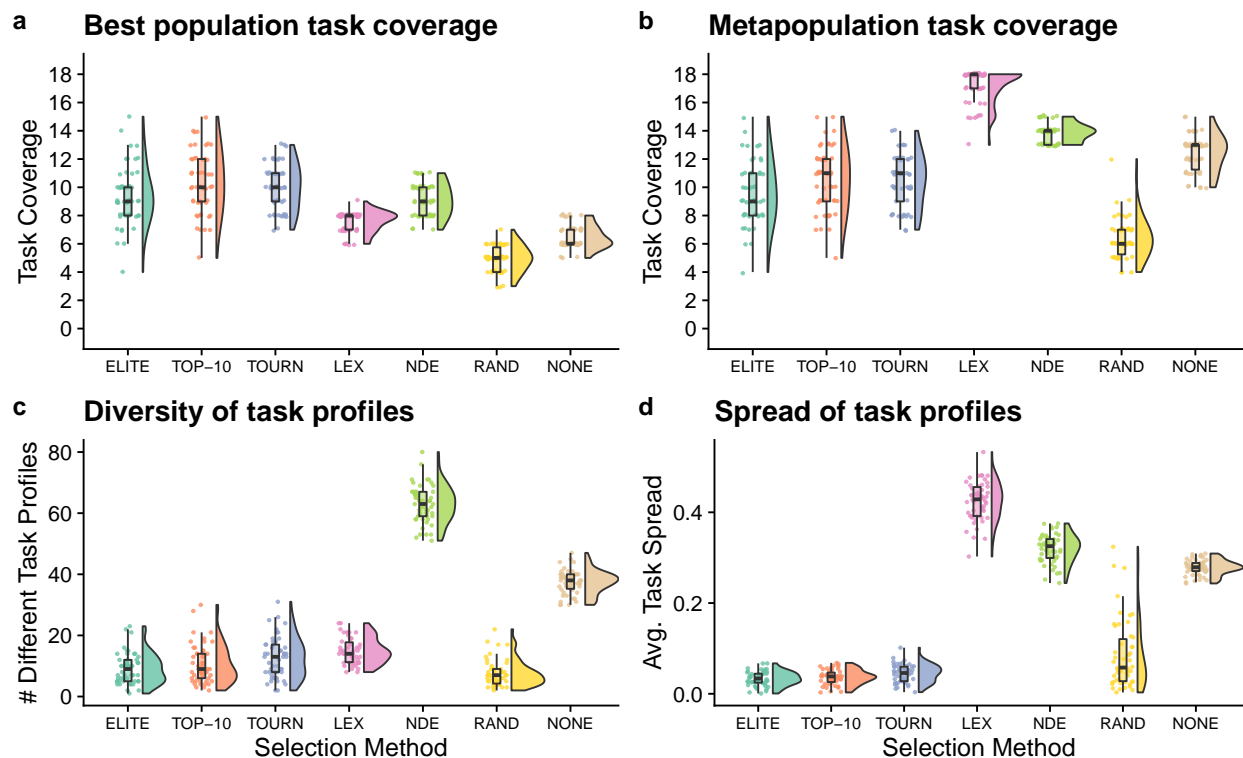 a Best population task coverage
Task Coverage
18
16
14
12
10
8
6
4
2
0
ELITE TOP−10 TOURN LEX NDE RAND NONE
b Metapopulation task coverage
Task Coverage
18
16
14
12
10
8
6
4
2
0
ELITE TOP−10 TOURN LEX NDE RAND NONE
c Diversity of task profiles
# Different Task Profiles
80
60
40
20
0
ELITE TOP−10 TOURN LEX NDE RAND NONE
Selection Method
d Spread of task profiles
Avg. Task Spread
0.4
0.2
0.0
ELITE TOP−10 TOURN LEX NDE RAND NONE
Selection Method